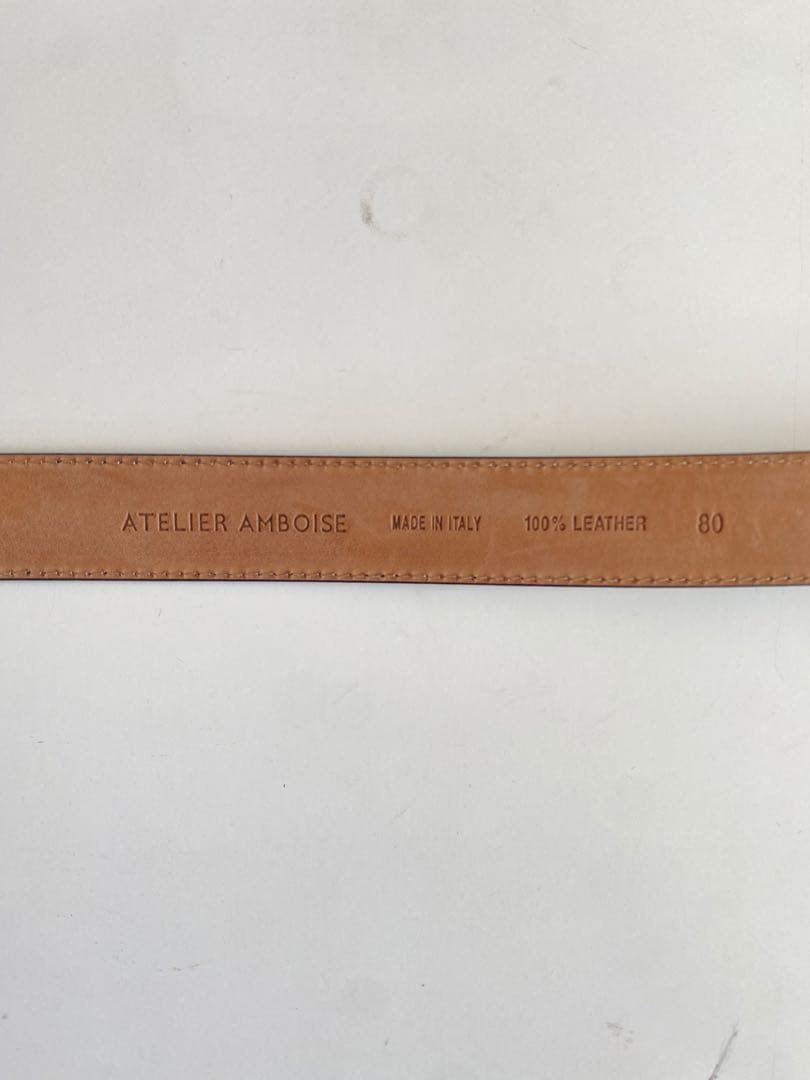 ATELIER AMBOISE MADE IN ITALY 100% LEATHER 80